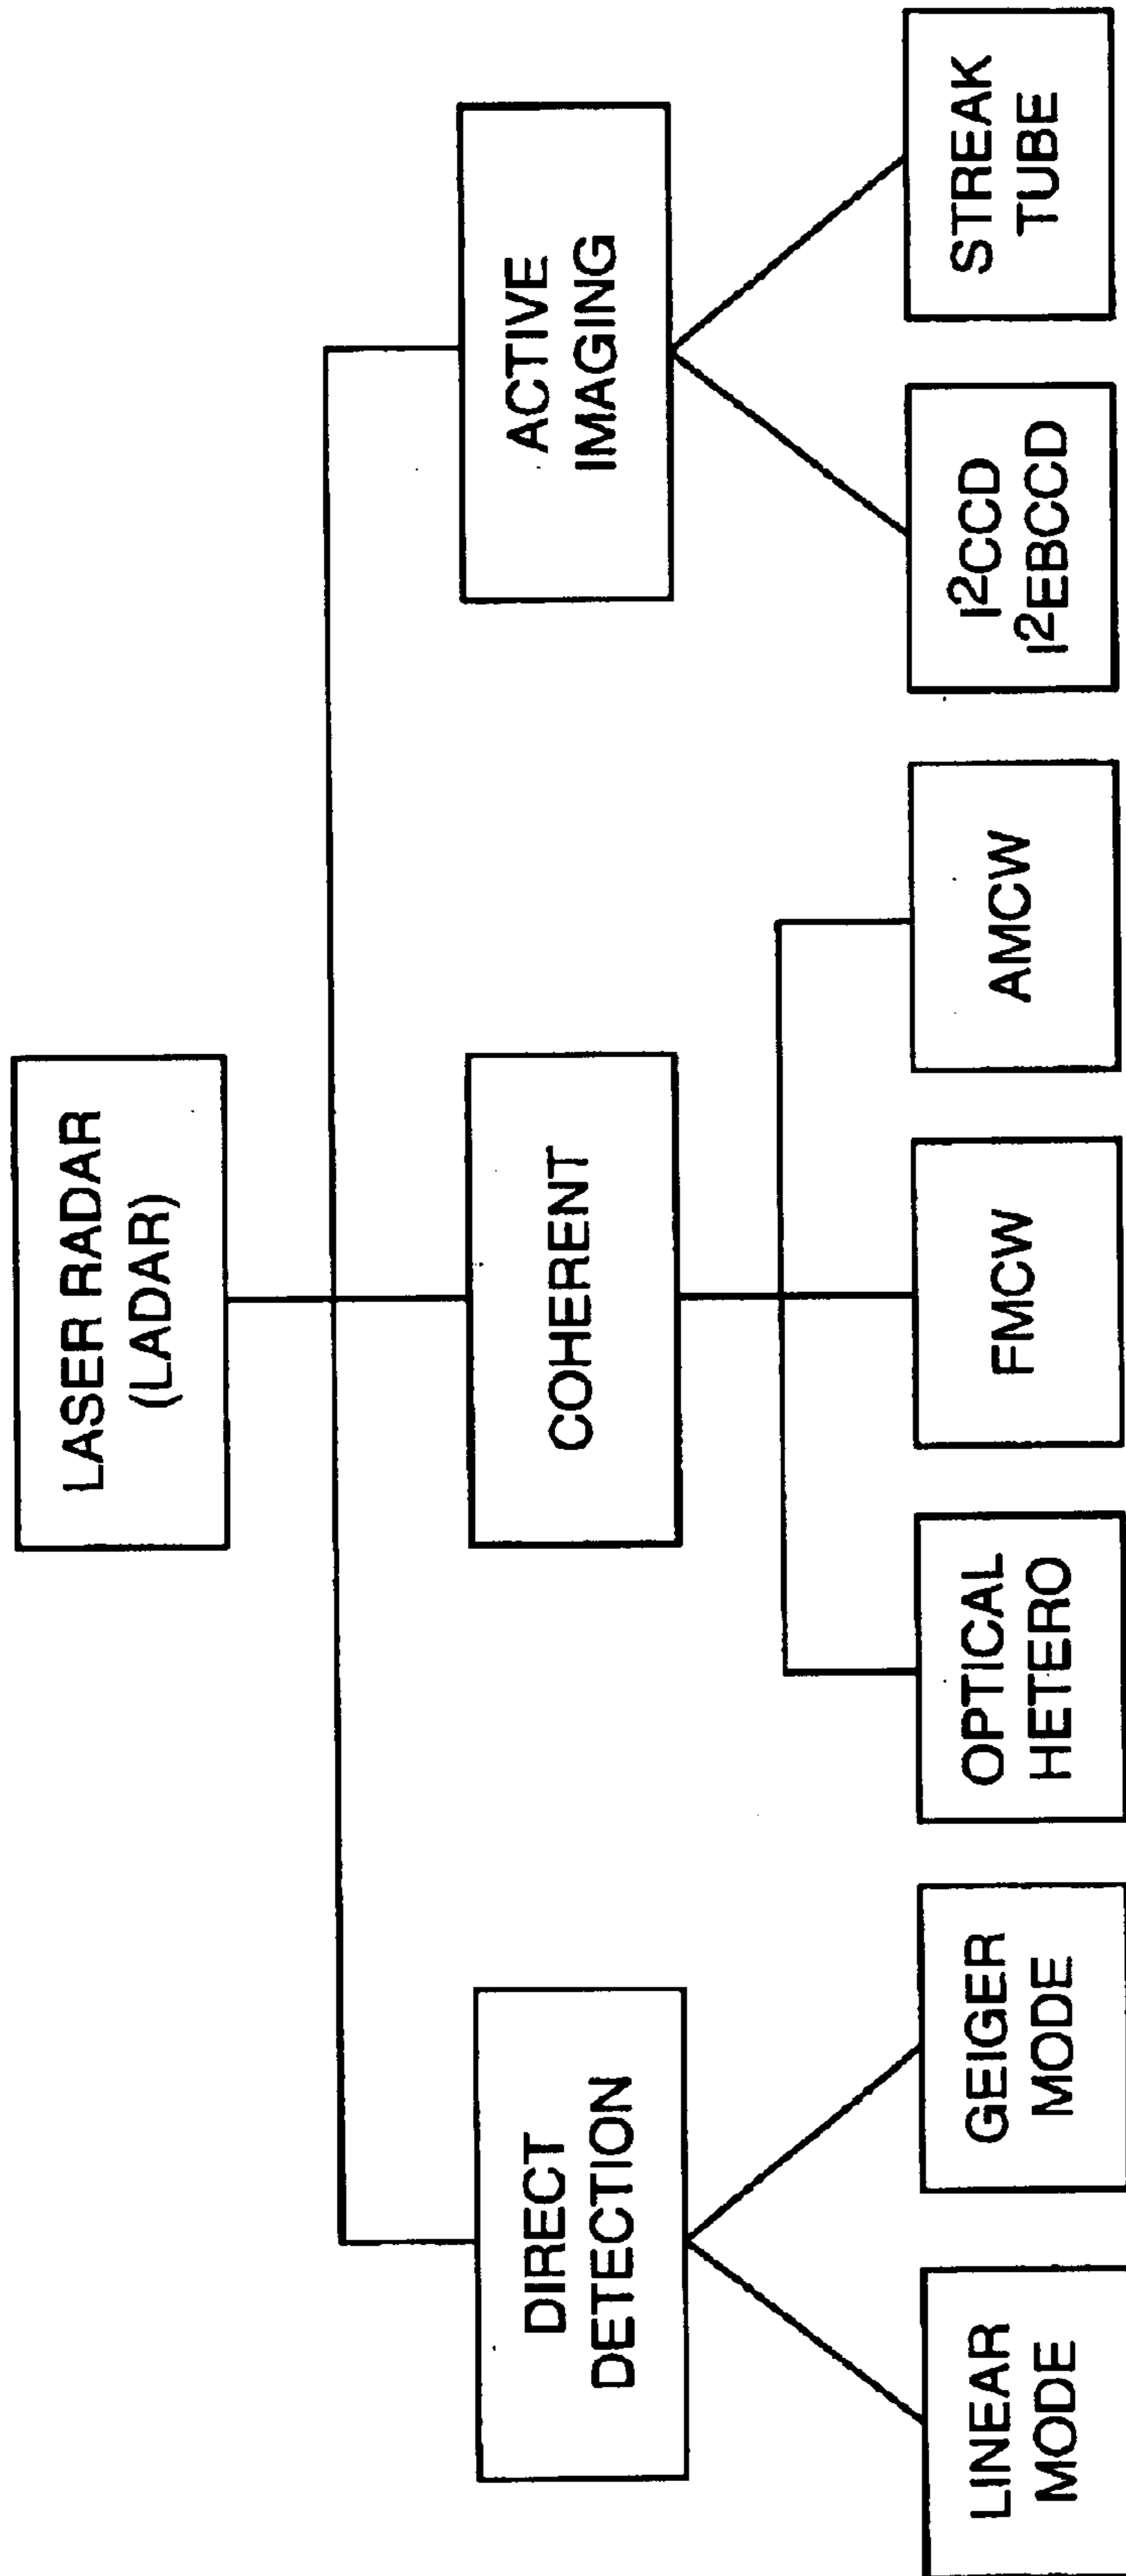 LASER RADAR
(LADAR)
DIRECT
DETECTION
COHERENT
ACTIVE
IMAGING
LINEAR
MODE
GEIGER
MODE
OPTICAL
HETERO
FMCW
AMCW
I²CCD
I²EBCCD
STREAK
TUBE